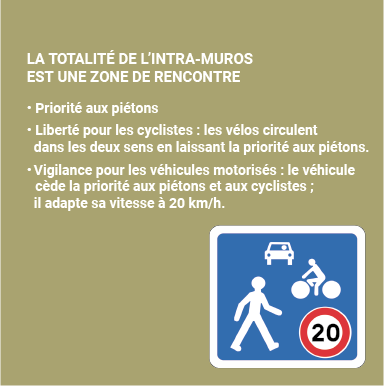 LA TOTALITÉ DE L'INTRA-MUROS
EST UNE ZONE DE RENCONTRE
• Priorité aux piétons
• Liberté pour les cyclistes : les vélos circulent
dans les deux sens en laissant la priorité aux piétons.
• Vigilance pour les véhicules motorisés : le véhicule
cède la priorité aux piétons et aux cyclistes ;
il adapte sa vitesse à 20 km/h.
20